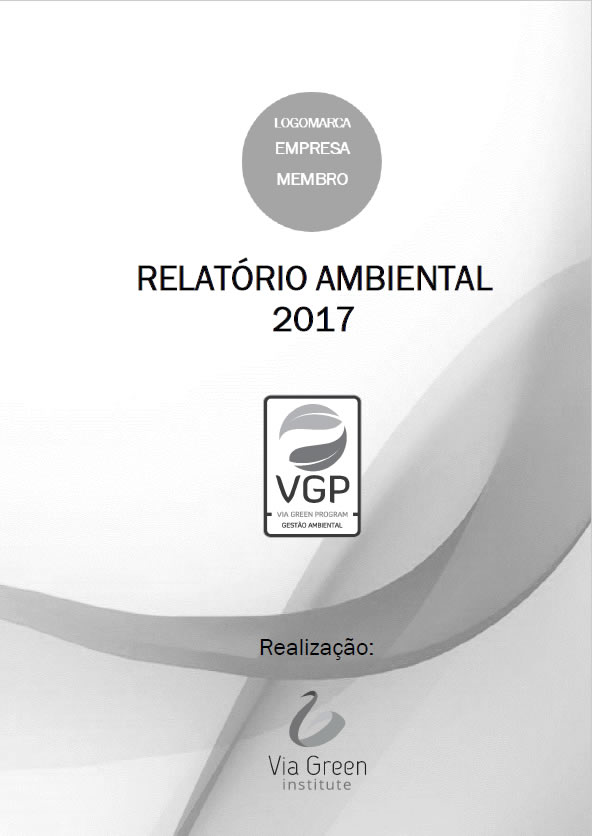 LOGOMARCA
EMPRESA
MEMBRO
RELATÓRIO AMBIENTAL
2017
VGP
VIA GREEN PROGRAM
GESTÃO AMBIENTAL
Realização:
Via Green
institute